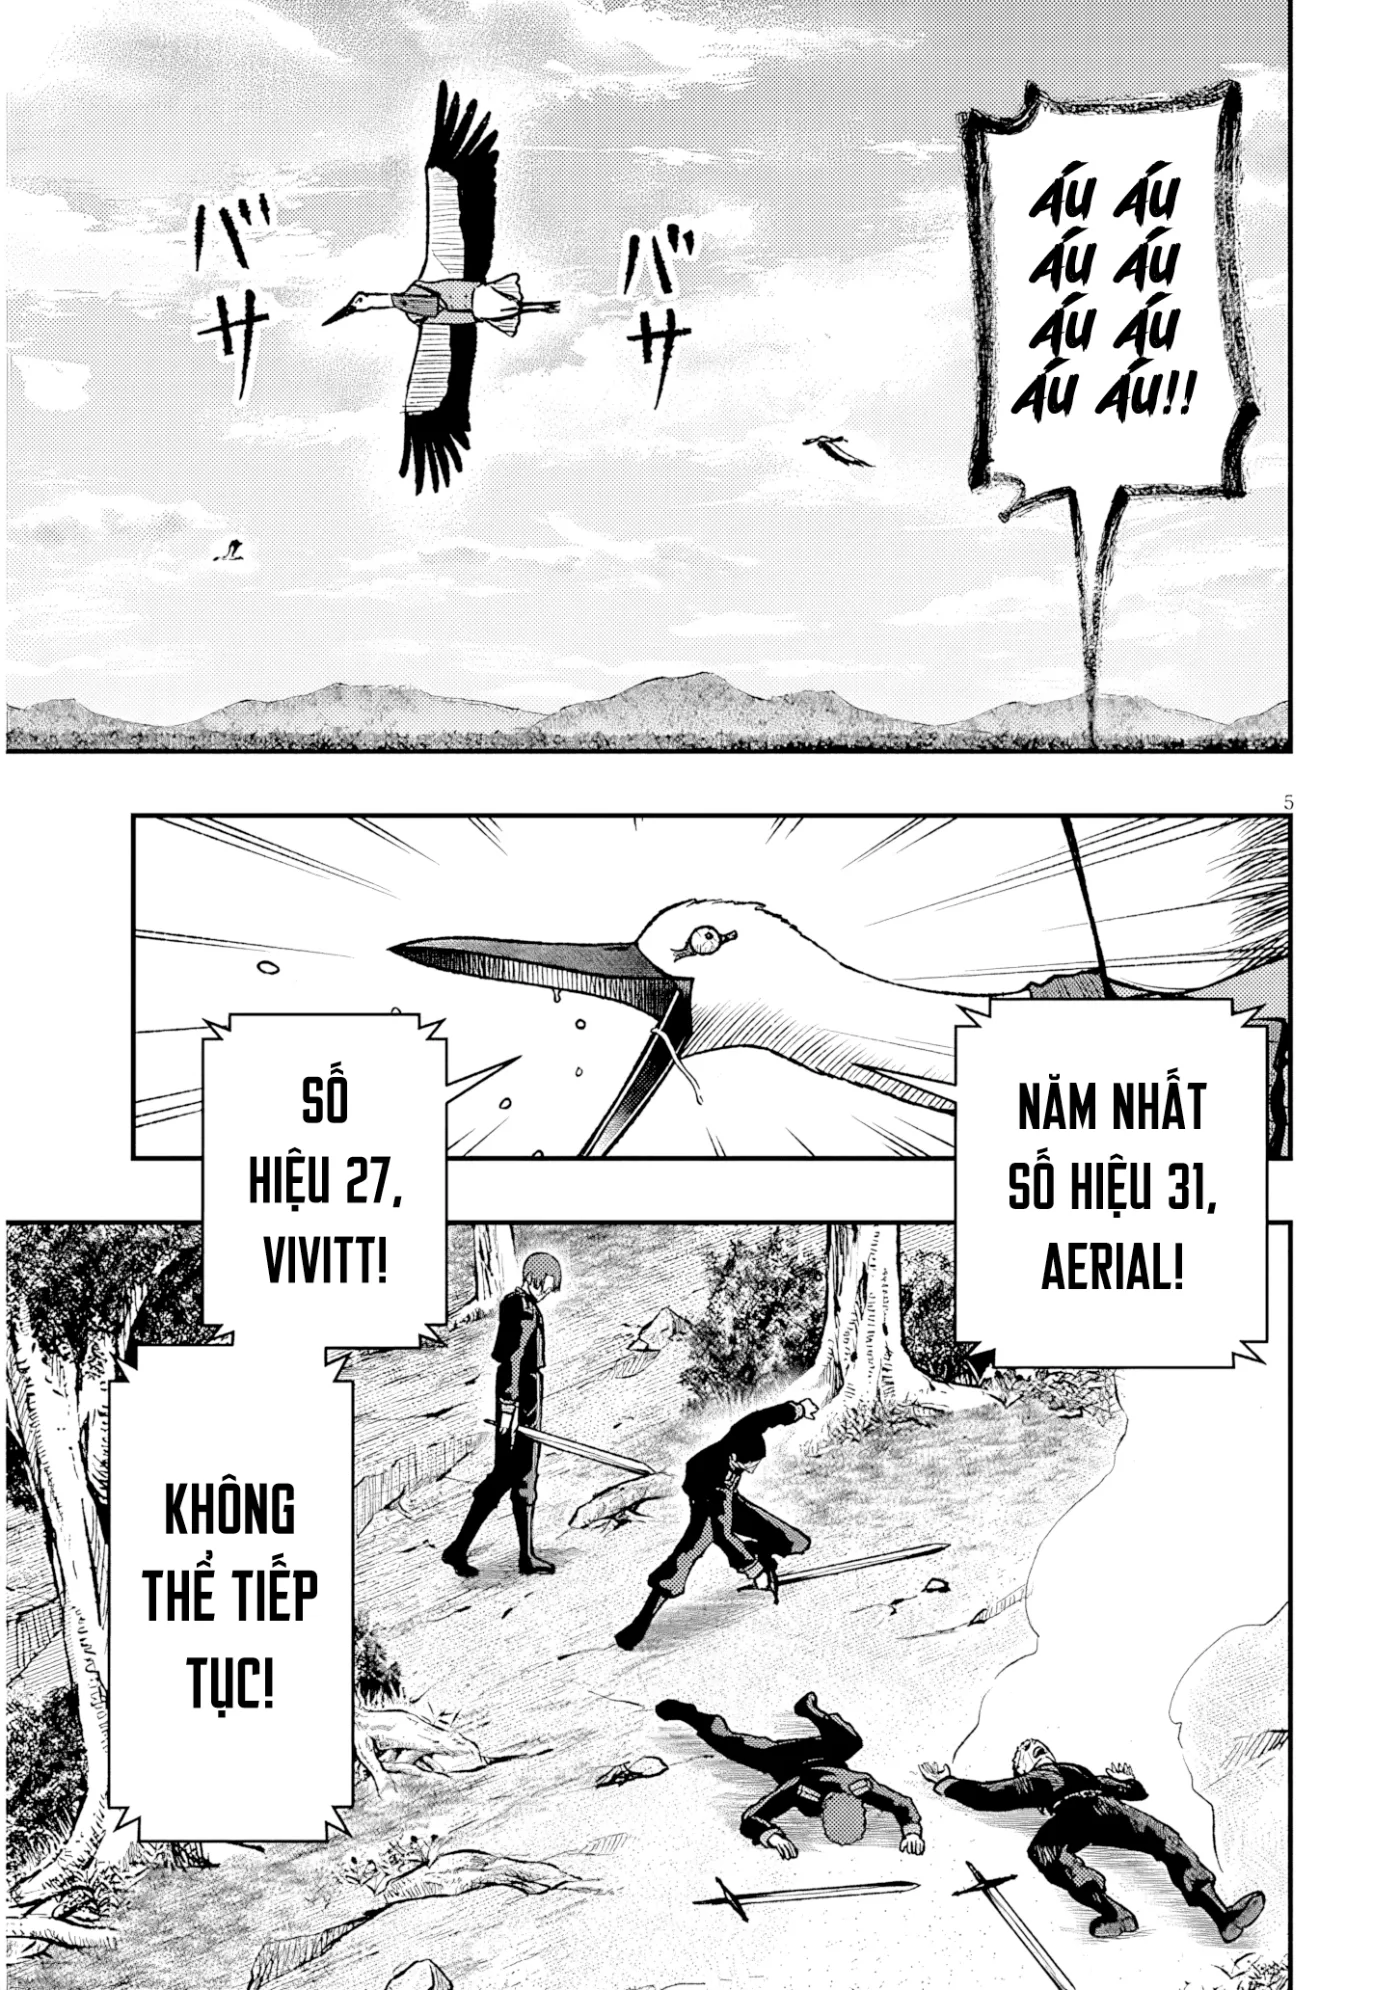 ÁU ÁU
ÁU ÁU
ÁU ÁU
ÁU ÁU!!
バサ
バサ
5
NĂM NHẤT
SỐ HIỆU 31,
AERIAL!
SỐ
HIỆU 27,
VIVITT!
KHÔNG
THỂ TIẾP
TỤC!